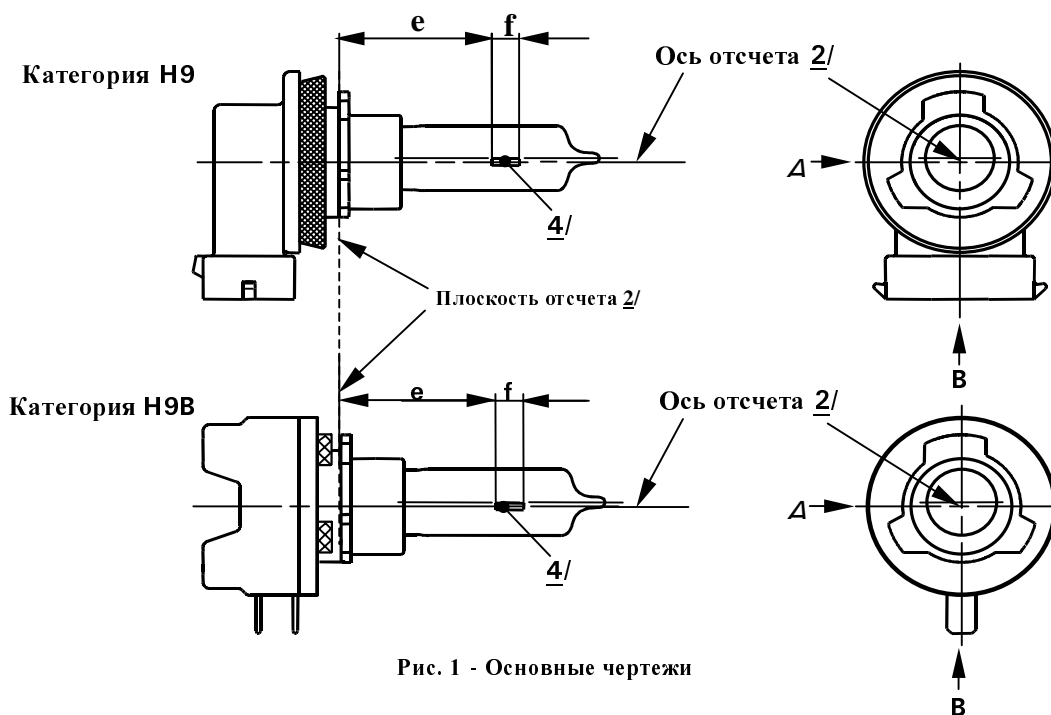 e f
Ось отсчета 2/
Категория H9
A
4/
Плоскость отсчета 2/
B
e f
Ось отсчета 2/
Категория H9B
A
4/
Рис. 1 - Основные чертежи
B